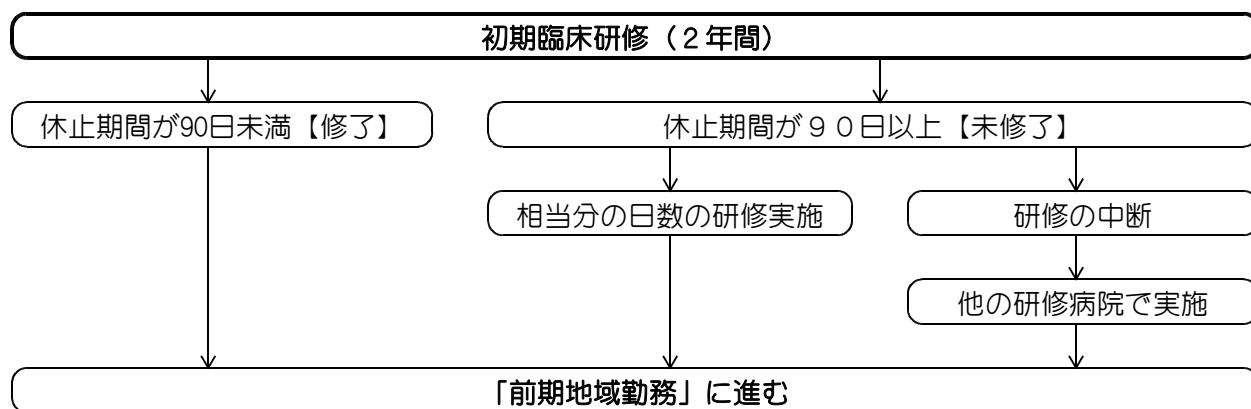 初期臨床研修（２年間）
休止期間が90日未満【修了】
休止期間が９０日以上【未修了】
相当分の日数の研修実施
研修の中断
他の研修病院で実施
「前期地域勤務」に進む